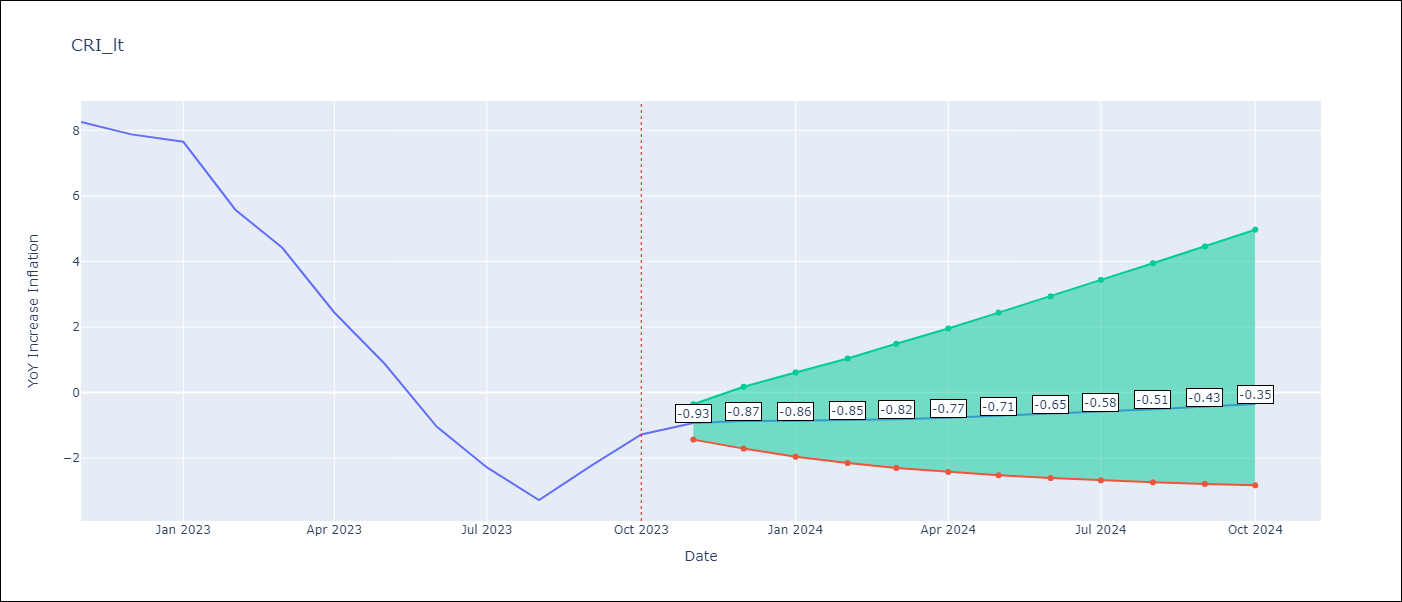 CRI_lt
YoY Increase Inflation
8
6
4
2
0
−2
-0.93
-0.87
-0.86
-0.85
-0.82
-0.77
-0.71
-0.65
-0.58
-0.51
-0.43
-0.35
Jan 2023
Apr 2023
Jul 2023
Oct 2023
Jan 2024
Apr 2024
Jul 2024
Oct 2024
Date